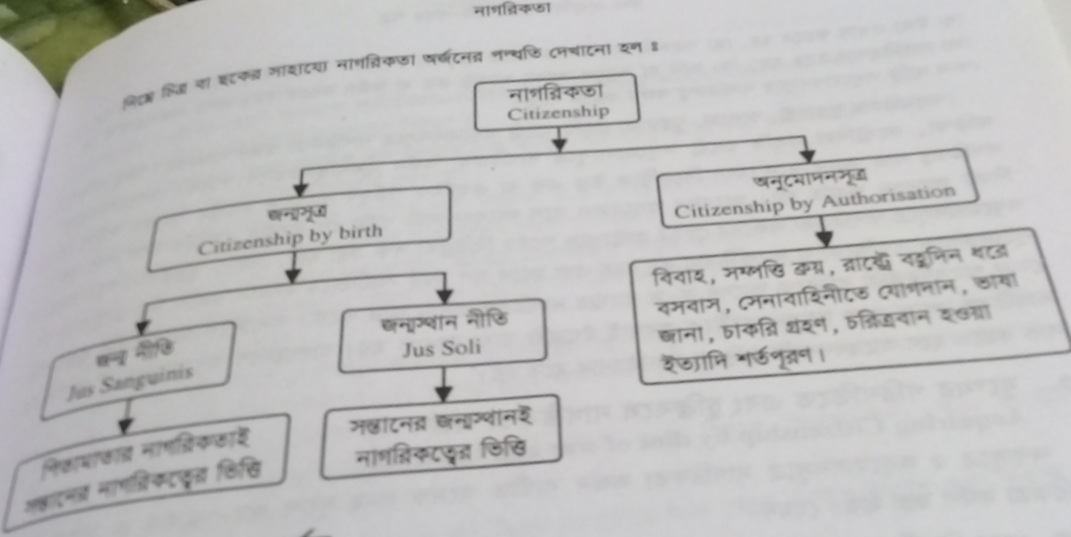 নাগরিকতা
নিম্নে চিত্র বা ছকের সাহায্যে নাগরিকতা অর্জনের পদ্ধতি দেখানো হল ঃ
নাগরিকতা
Citizenship
জন্মসূত্র
Citizenship by birth
অনুমোদনসূত্র
Citizenship by Authorisation
জন্ম নীতি
Jus Sanguinis
জন্মস্থান নীতি
Jus Soli
বিবাহ, সম্পত্তি ক্রয়, রাষ্ট্রে বহুদিন ধরে
বসবাস, সেনাবাহিনীতে যোগদান, ভাষা
জানা, চাকরি গ্রহণ, চরিত্রবান হওয়া
ইত্যাদি শর্তপূরণ।
পিতামাতার নাগরিকতাই
সন্তানের নাগরিকত্বের ভিত্তি
সন্তানের জন্মস্থানই
নাগরিকত্বের ভিত্তি